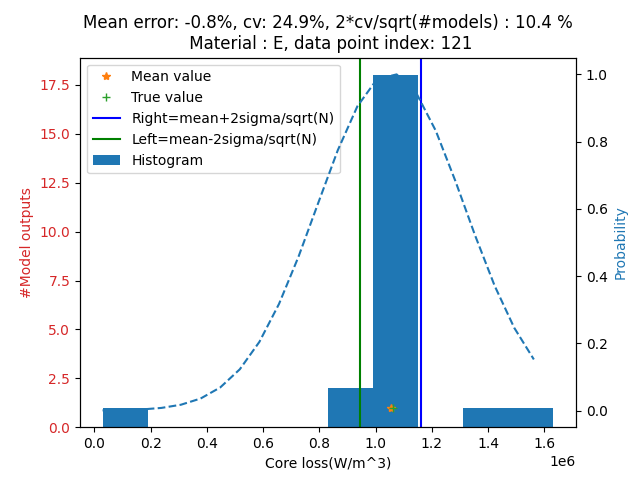 Mean error: -0.8%, cv: 24.9%, 2*cv/sqrt(#models) : 10.4 %
Material : E, data point index: 121
Mean value
True value
Right=mean+2sigma/sqrt(N)
Left=mean-2sigma/sqrt(N)
Histogram
17.5
15.0
12.5
10.0
7.5
5.0
2.5
0.0
#Model outputs
1.0
0.8
0.6
0.4
0.2
0.0
Probability
0.0 0.2 0.4 0.6 0.8 1.0 1.2 1.4 1.6
1e6
Core loss(W/m^3)